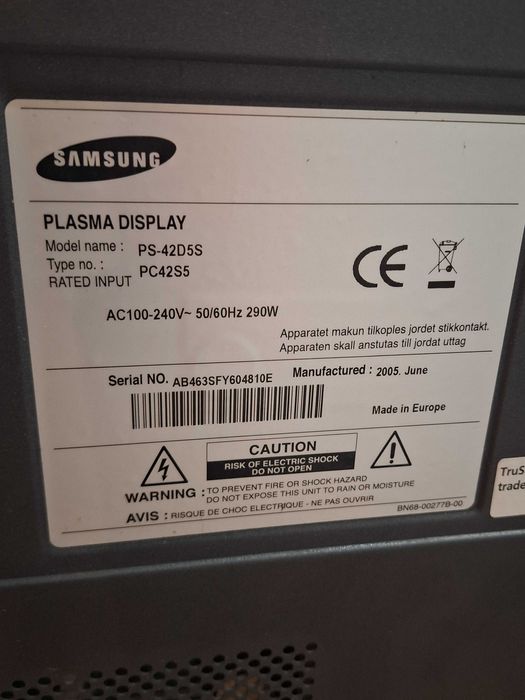 SAMSUNG
PLASMA DISPLAY
Model name : PS-42D5S
Type no. : PC42S5
RATED INPUT
AC100-240V~ 50/60Hz 290W
Apparatet makun tilkoples jordet stikkontakt.
Apparaten skall anstutas till jordat uttag
Serial NO. AB463SFY604810E Manufactured : 2005. June
Made in Europe
CAUTION
RISK OF ELECTRIC SHOCK
DO NOT OPEN
WARNING : TO PREVENT FIRE OR SHOCK HAZARD
DO NOT EXPOSE THIS UNIT TO RAIN OR MOISTURE
AVIS : RISQUE DE CHOC ELECTRIQUE - NE PAS OUVRIR
BN68-00277B-00
TruS
trade